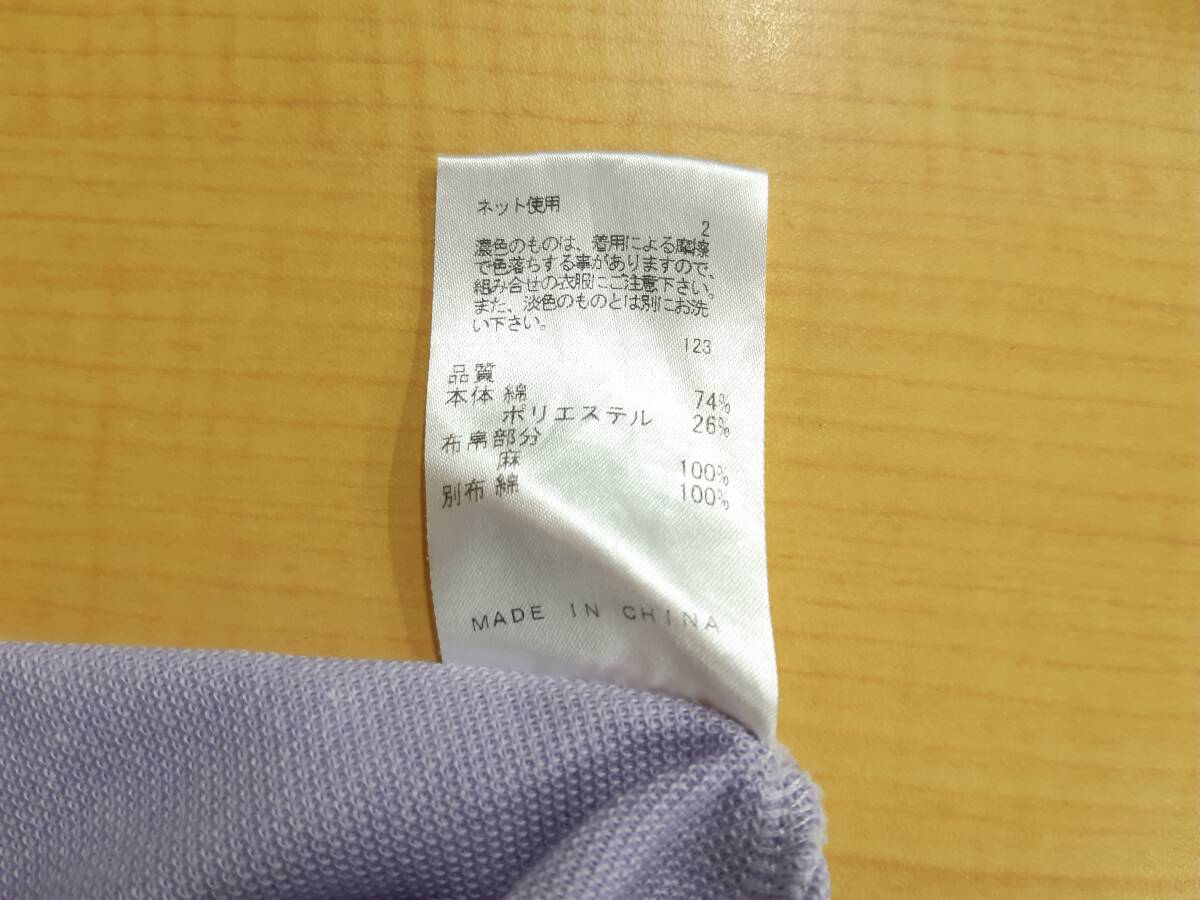 ネット使用
2
濃色のものは、着用による摩擦
で色落ちする事がありますので、
組み合せの衣服にご注意下さい。
また、淡色のものとは別にお洗
い下さい。
123
品質
本体 綿 74%
ポリエステル 26%
布帛部分
麻 100%
別布 綿 100%
MADE IN CHINA